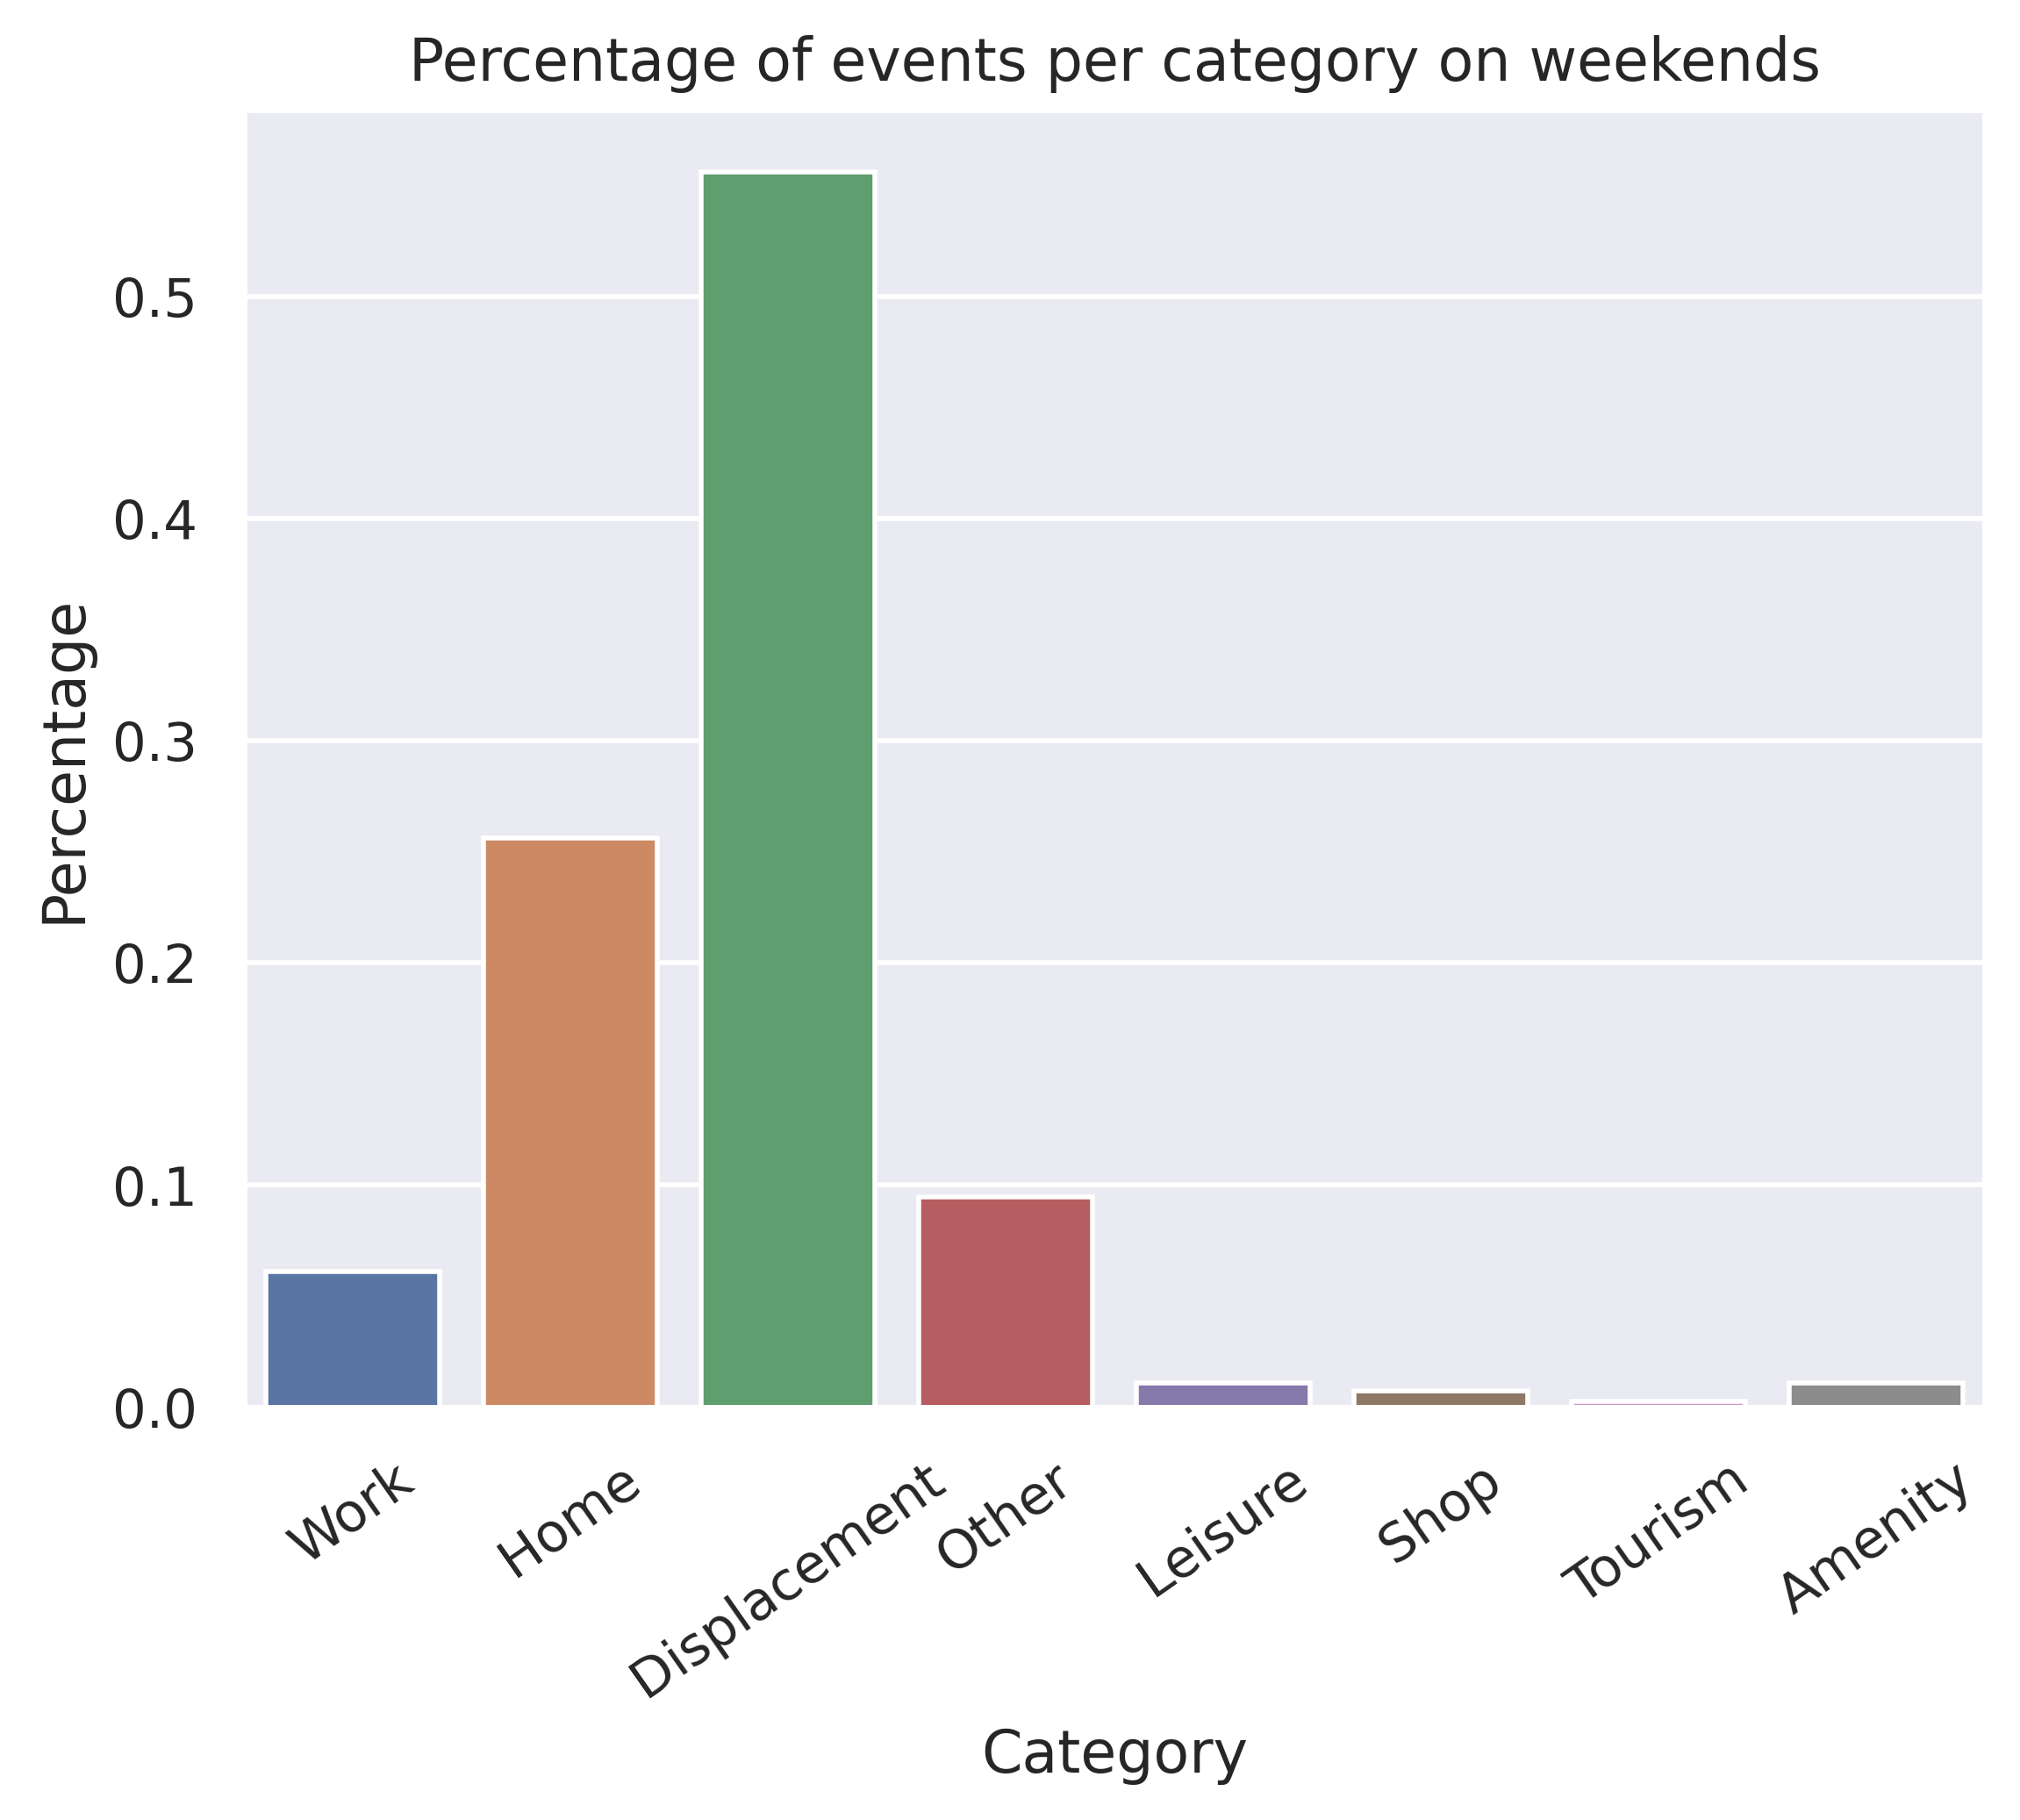 Percentage of events per category on weekends
Percentage
0.5
0.4
0.3
0.2
0.1
0.0
Work
Home
Displacement
Other
Leisure
Shop
Tourism
Amenity
Category